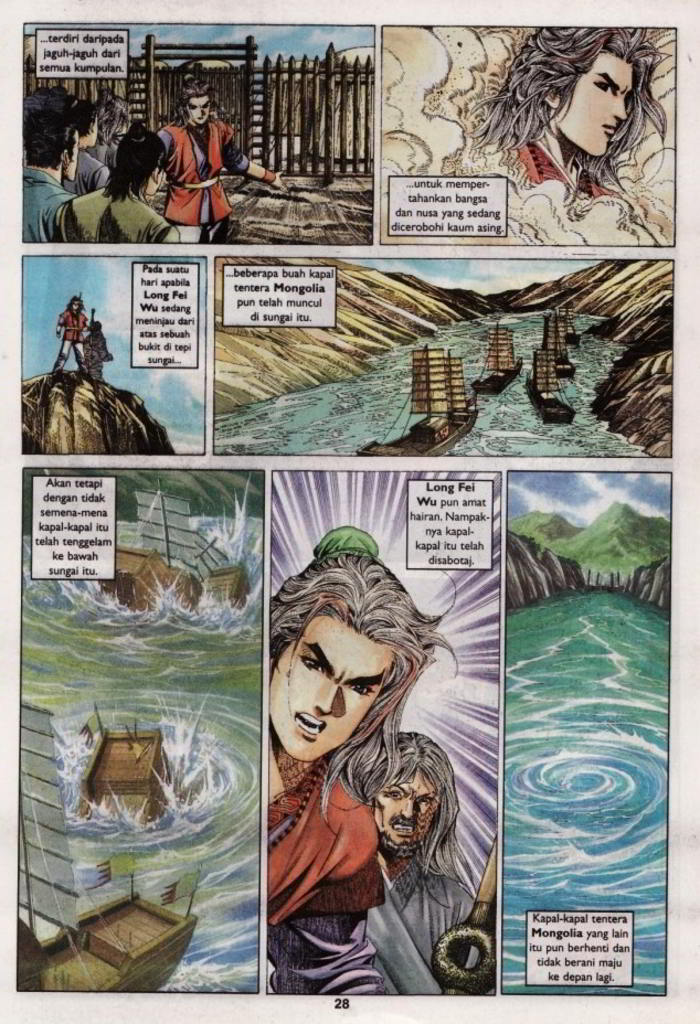 ...terdiri daripada
jaguh-jaguh dari
semua kumpulan.
...untuk memper-
tahankan bangsa
dan nusa yang sedang
dicerobohi kaum asing.
Pada suatu
hari apabila
Long Fei
Wu sedang
meninjau dari
atas sebuah
bukit di tepi
sungai...
...beberapa buah kapal
tentera Mongolia
pun telah muncul
di sungai itu.
Akan tetapi
dengan tidak
semena-mena
kapal-kapal itu
telah tenggelam
ke bawah
sungai itu.
Long Fei
Wu pun amat
hairan. Nampak-
nya kapal-
kapal itu telah
disabotaj.
Kapal-kapal tentera
Mongolia yang lain
itu pun berhenti dan
tidak berani maju
ke depan lagi.
28